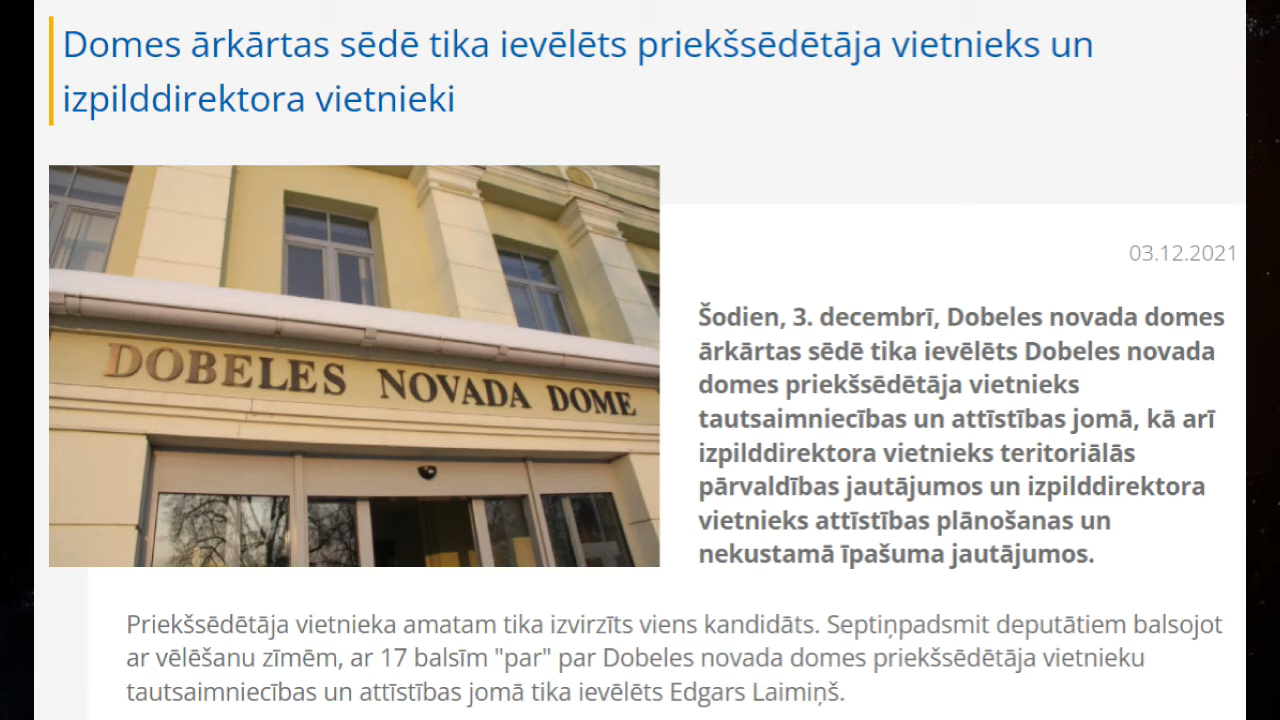 Domes ārkārtas sēdē tika ievēlēts priekšsēdētāja vietnieks un
izpilddirektora vietnieki
DOBELES NOVADA DOME
03.12.2021
Šodien, 3. decembrī, Dobeles novada domes
ārkārtas sēdē tika ievēlēts Dobeles novada
domes priekšsēdētāja vietnieks
tautsaimniecības un attīstības jomā, kā arī
izpilddirektora vietnieks teritoriālās
pārvaldības jautājumos un izpilddirektora
vietnieks attīstības plānošanas un
nekustamā īpašuma jautājumos.
Priekšsēdētāja vietnieka amatam tika izvirzīts viens kandidāts. Septiņpadsmit deputātiem balsojot
ar vēlēšanu zīmēm, ar 17 balsīm "par" par Dobeles novada domes priekšsēdētāja vietnieku
tautsaimniecības un attīstības jomā tika ievēlēts Edgars Laimiņš.